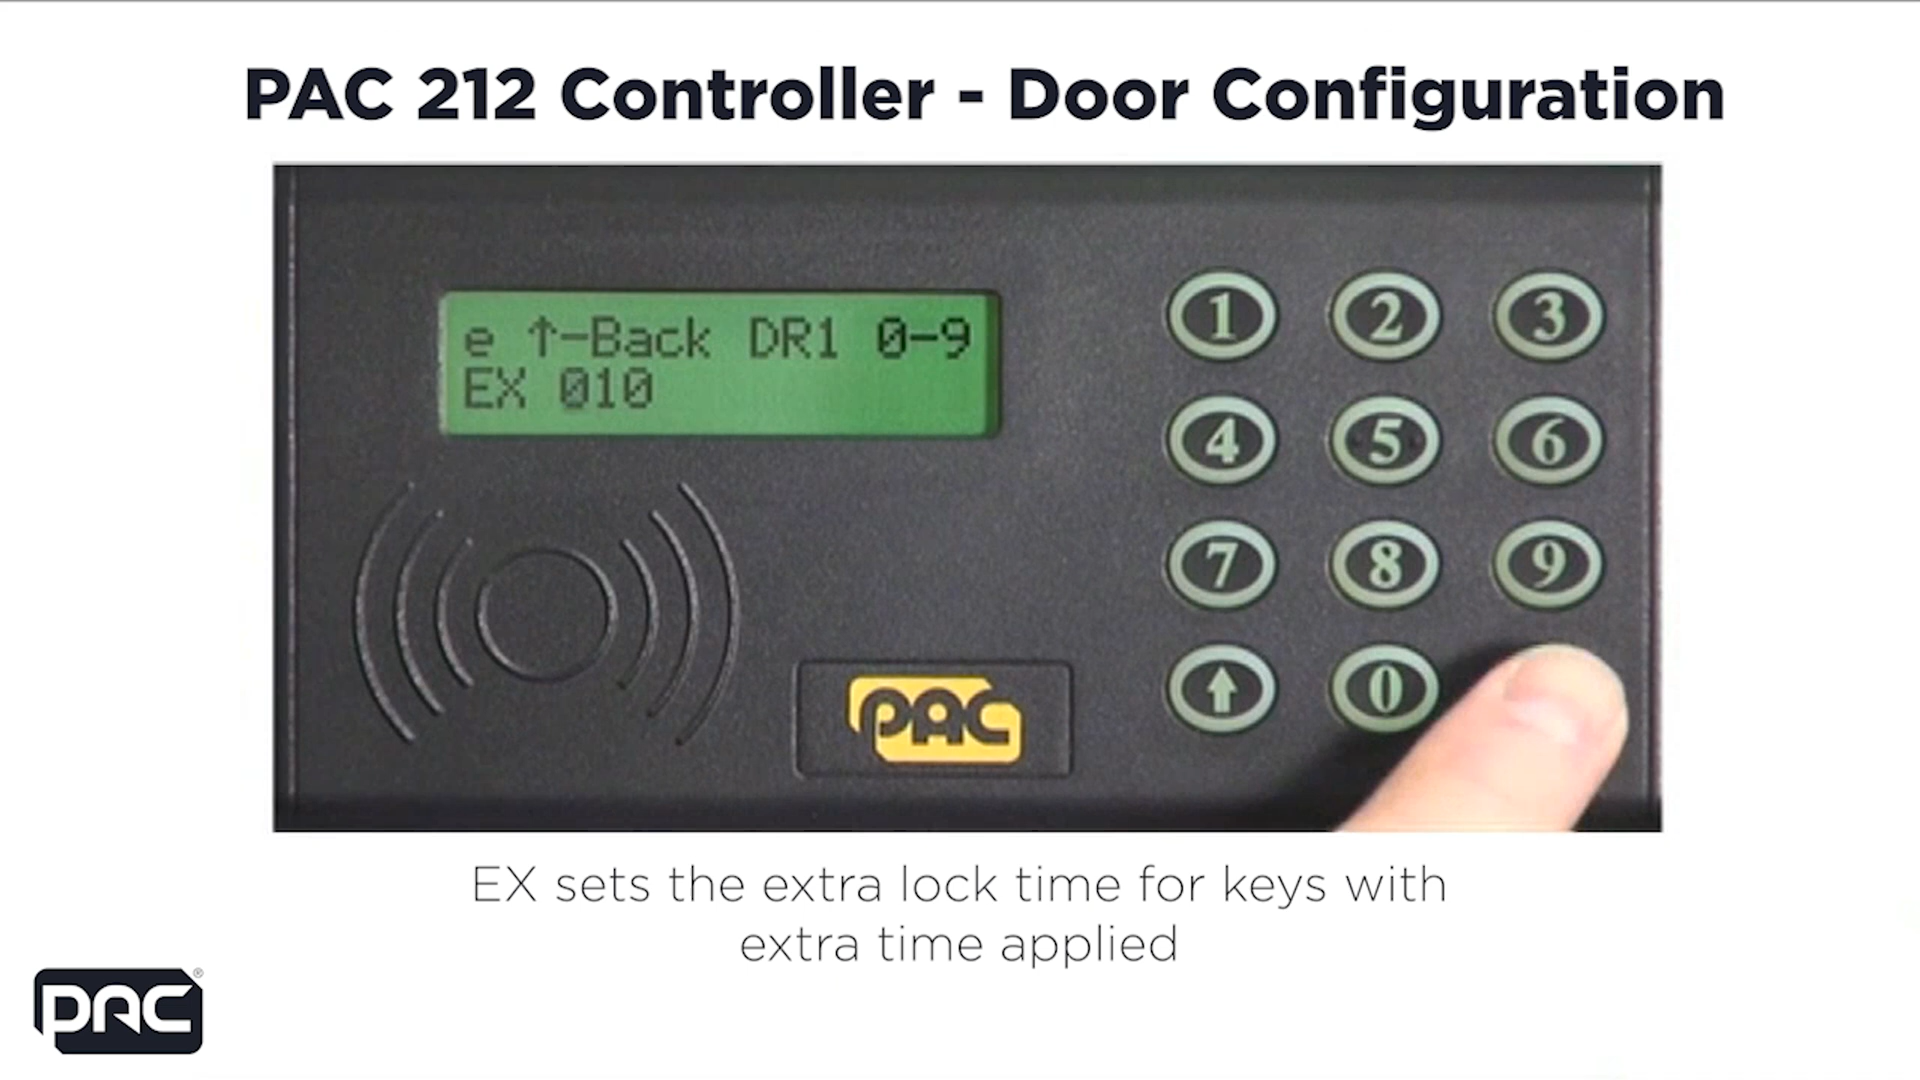 PAC 212 Controller - Door Configuration
e ↑-Back DR1 0-9
EX 010
1 2 3
4 5 6
7 8 9
↑ 0
PAC
EX sets the extra lock time for keys with
extra time applied
PAC®